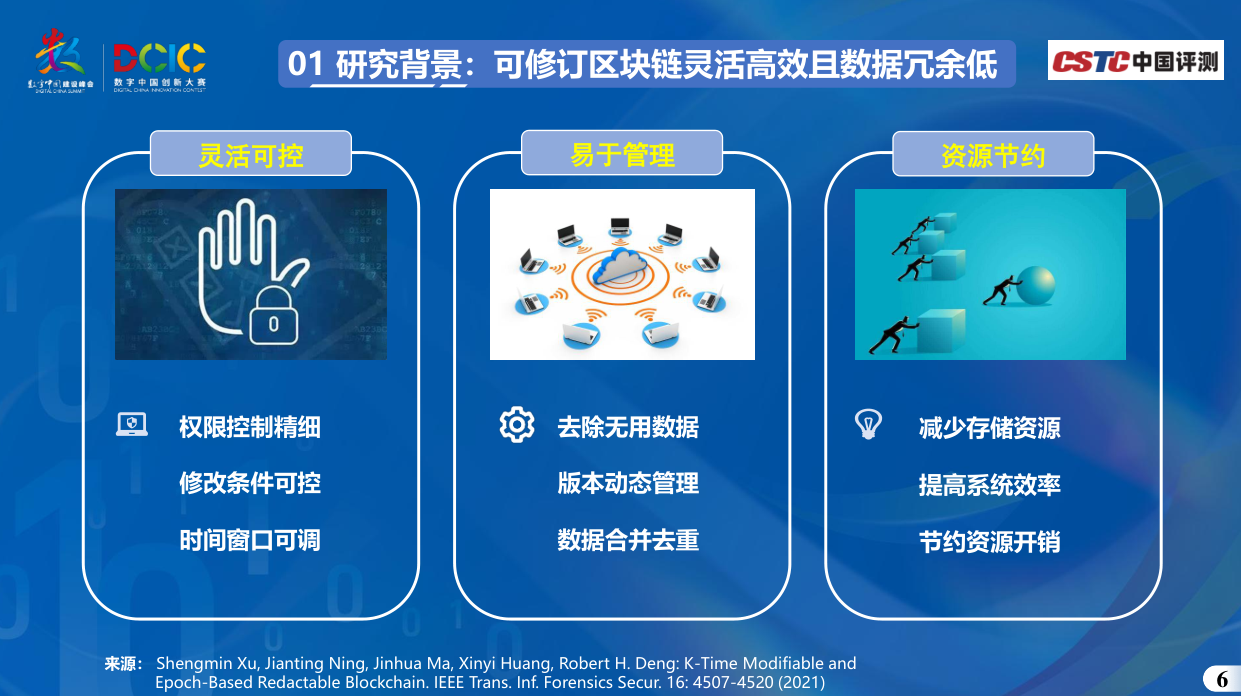 数字中国建设峰会
DIGITAL CHINA SUMMIT
DCIC
数字中国创新大赛
DIGITAL CHINA INNOVATION CONTEST
01 研究背景：可修订区块链灵活高效且数据冗余低
CSTC中国评测
灵活可控
易于管理
资源节约
权限控制精细
修改条件可控
时间窗口可调
去除无用数据
版本动态管理
数据合并去重
减少存储资源
提高系统效率
节约资源开销
来源： Shengmin Xu, Jianting Ning, Jinhua Ma, Xinyi Huang, Robert H. Deng: K-Time Modifiable and
Epoch-Based Redactable Blockchain. IEEE Trans. Inf. Forensics Secur. 16: 4507-4520 (2021)
6